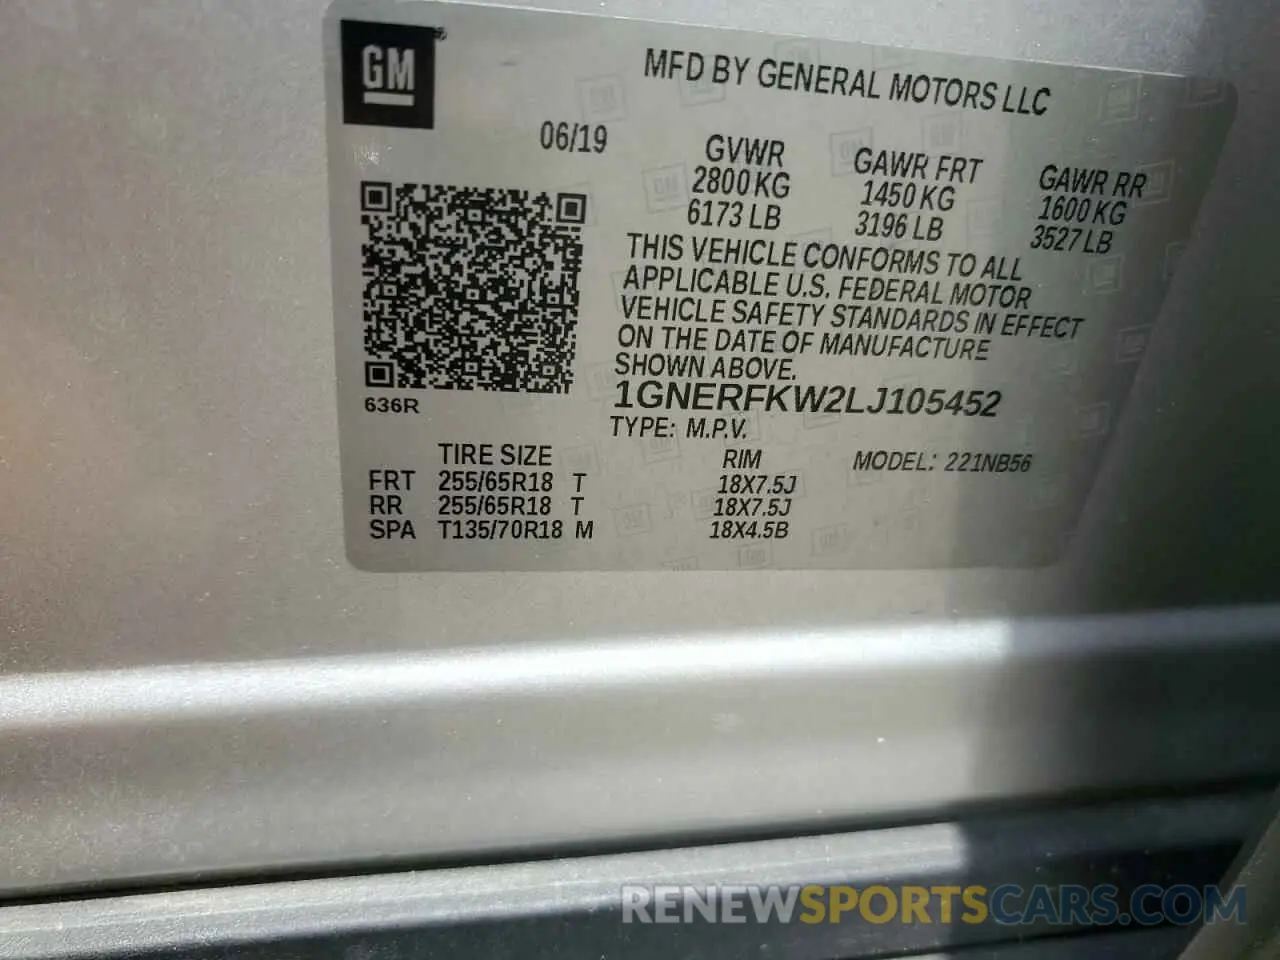 GM
MFD BY GENERAL MOTORS LLC
06/19
GVWR GAWR FRT GAWR RR
2800 KG 1450 KG 1600 KG
6173 LB 3196 LB 3527 LB
THIS VEHICLE CONFORMS TO ALL
APPLICABLE U.S. FEDERAL MOTOR
VEHICLE SAFETY STANDARDS IN EFFECT
ON THE DATE OF MANUFACTURE
SHOWN ABOVE.
636R
1GNERFKW2LJ105452
TYPE: M.P.V.
TIRE SIZE RIM MODEL: 221NB56
FRT 255/65R18 T 18X7.5J
RR 255/65R18 T 18X7.5J
SPA T135/70R18 M 18X4.5B
RENEWSPORTSCARS.COM